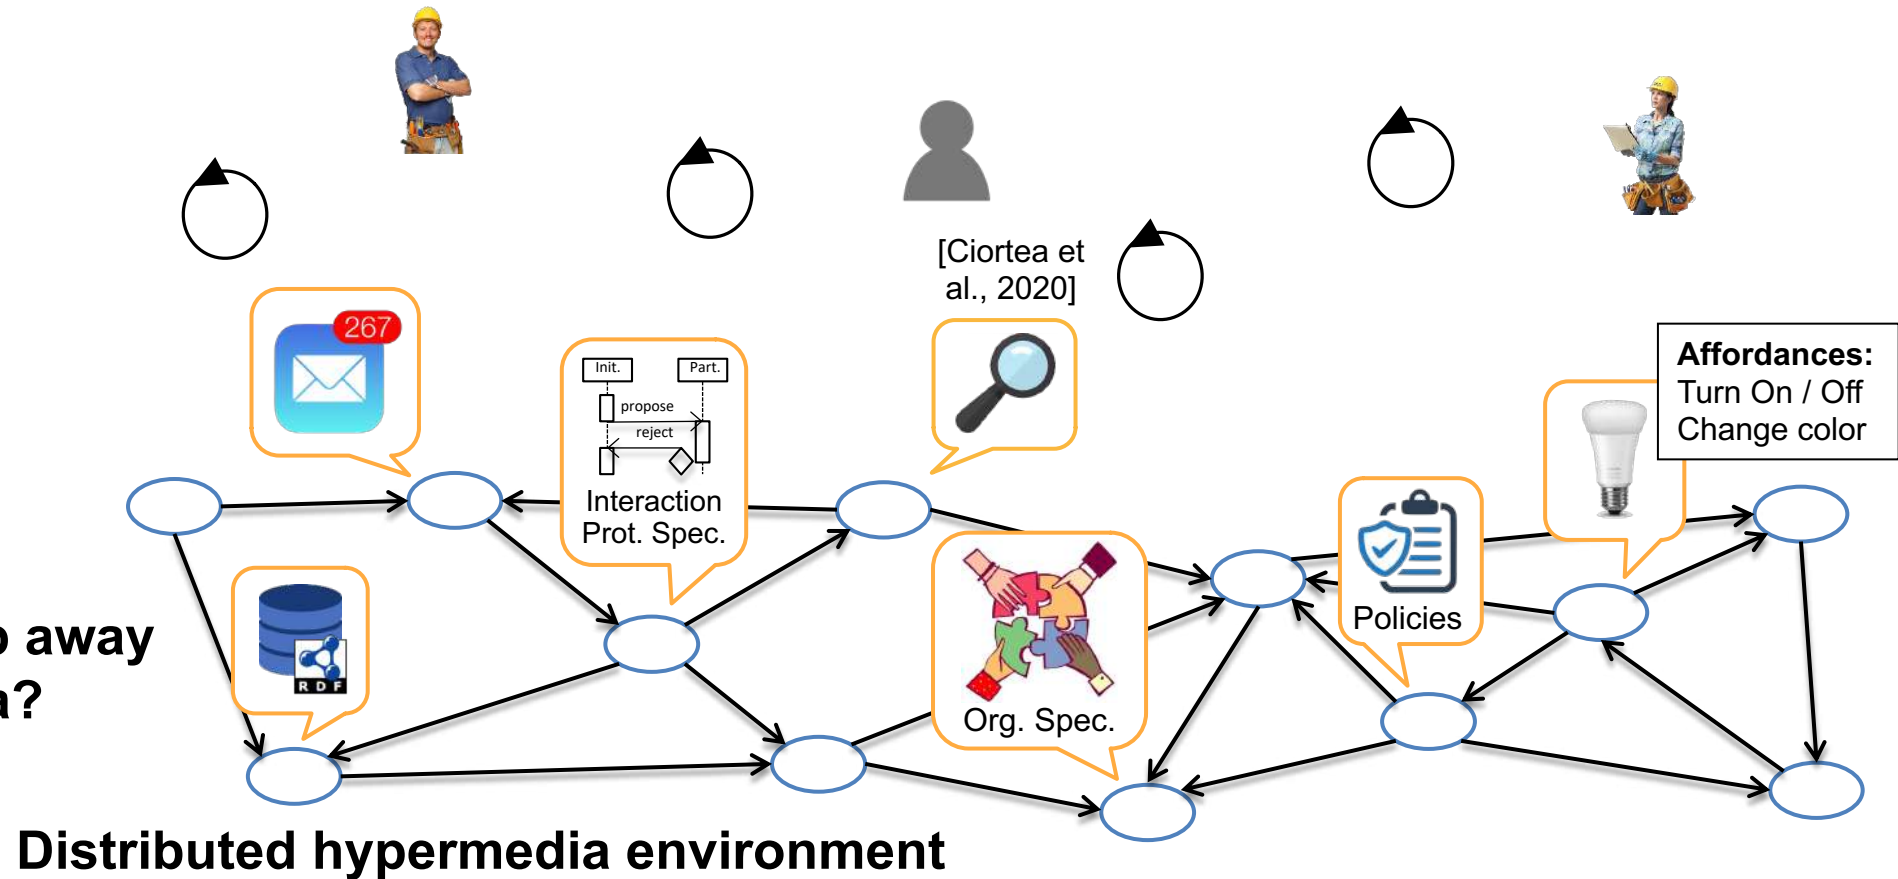 [Ciortea et
al., 2020]
267
Init.
Part.
propose
reject
Interaction
Prot. Spec.
Affordances:
Turn On / Off
Change color
Policies
RDF
away
a?
Org. Spec.
Distributed hypermedia environment